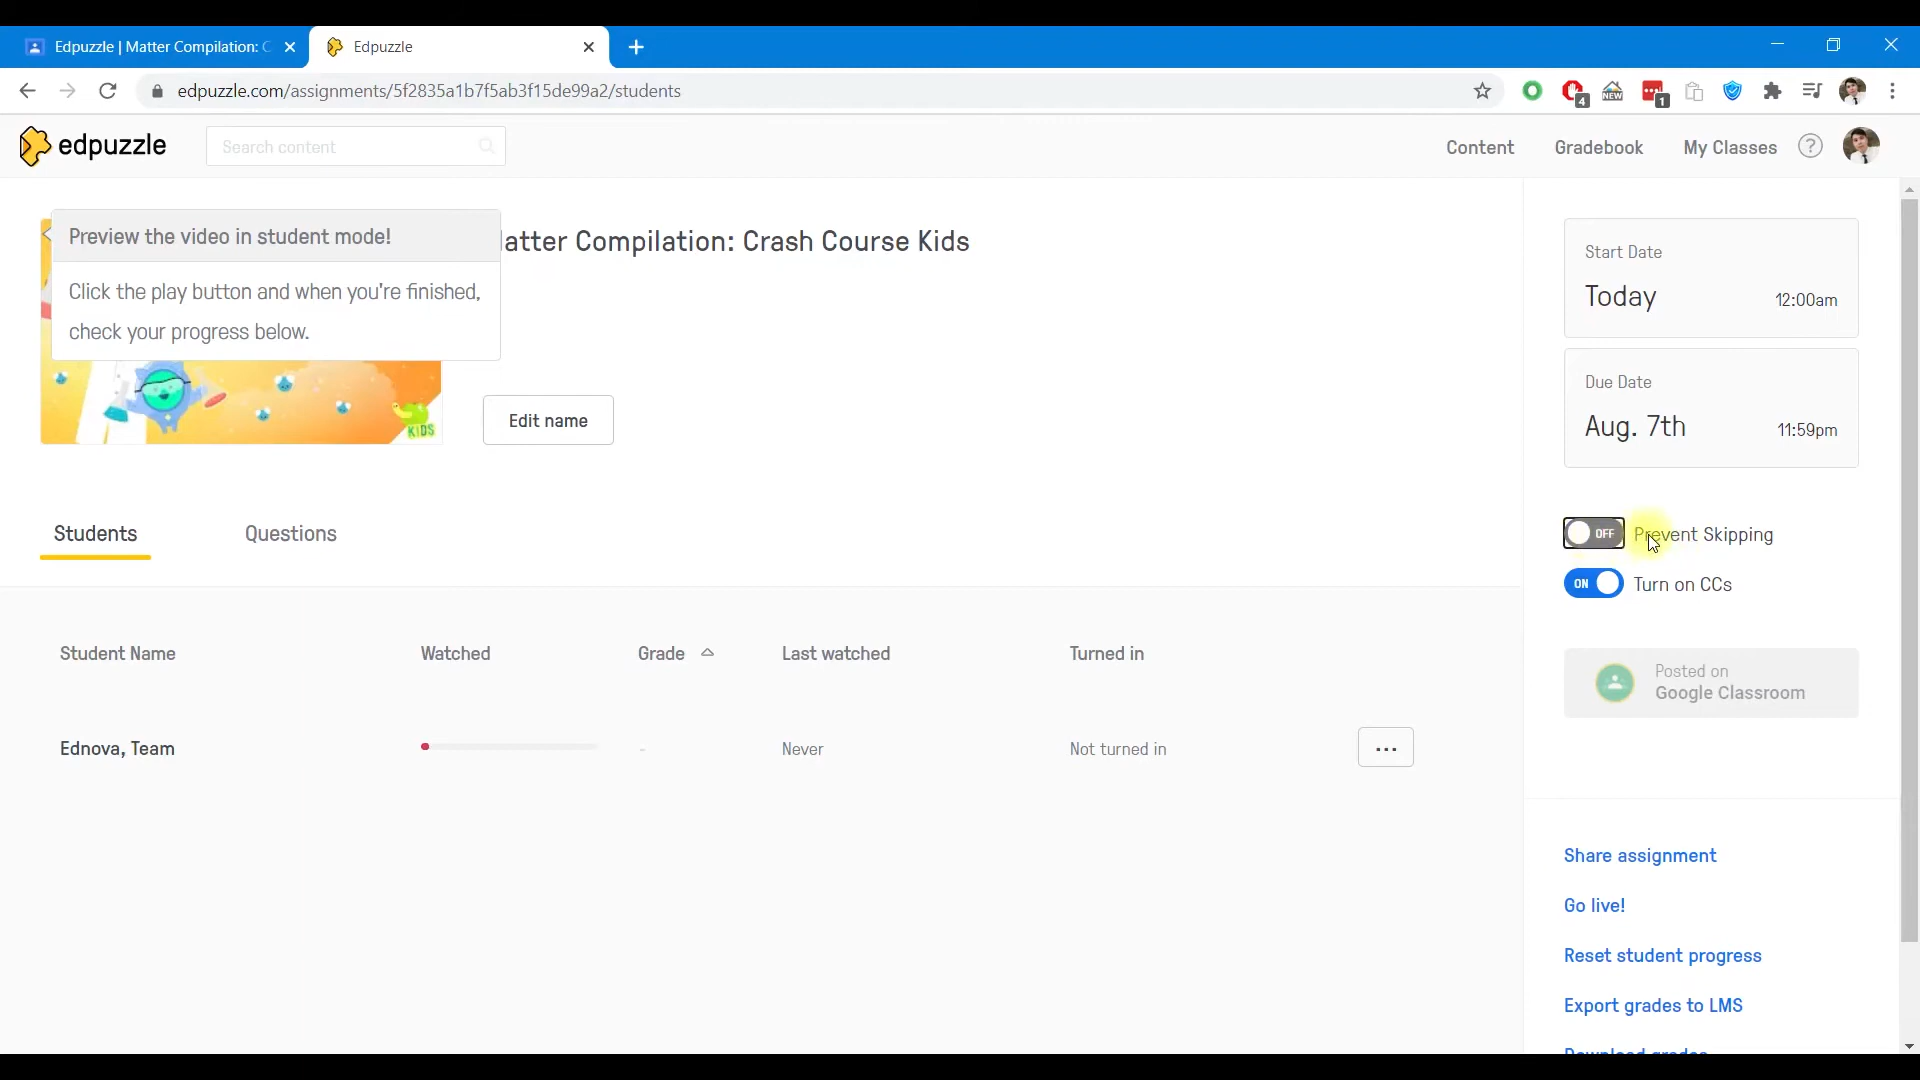 Edpuzzle | Matter Compilation: C
Edpuzzle
edpuzzle.com/assignments/5f2835a1b7f5ab3f15de99a2/students
4
NEW
1
edpuzzle
Search content
Content
Gradebook
My Classes
?
Preview the video in student mode!
Click the play button and when you're finished,
check your progress below.
KIDS
atter Compilation: Crash Course Kids
Edit name
Start Date
Today
12:00am
Due Date
Aug. 7th
11:59pm
OFF
Prevent Skipping
ON
Turn on CCs
Posted on
Google Classroom
Students
Questions
Student Name
Watched
Grade
Last watched
Turned in
Ednova, Team
-
Never
Not turned in
...
Share assignment
Go live!
Reset student progress
Export grades to LMS
Download grades